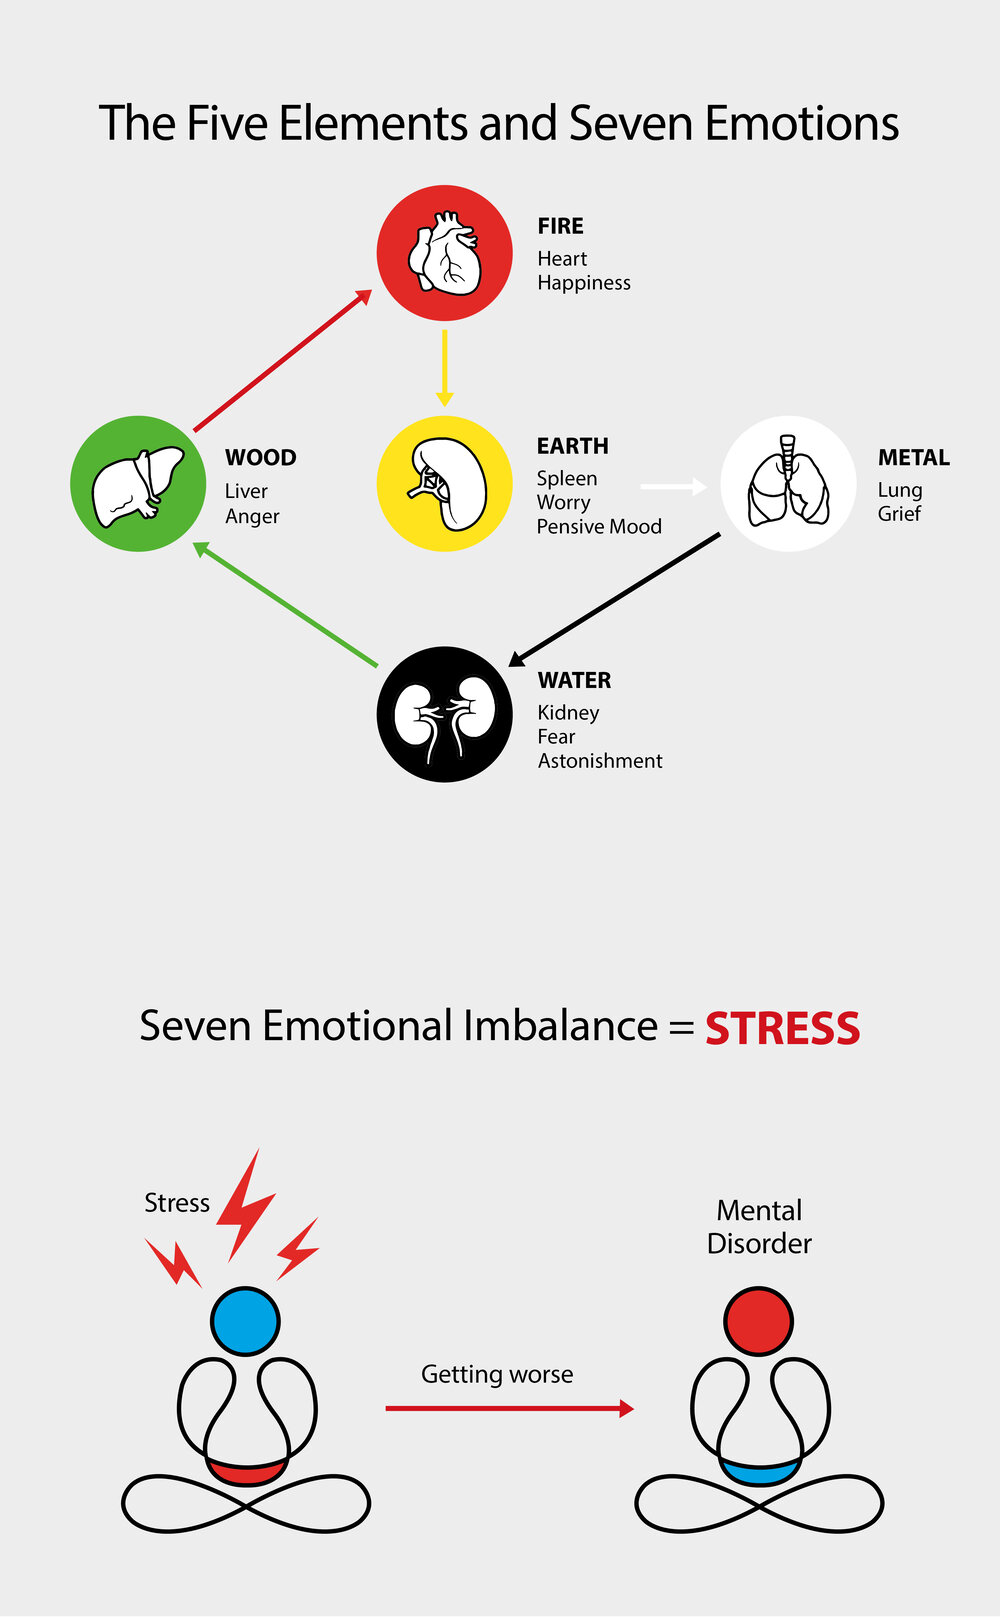 The Five Elements and Seven Emotions
FIRE
Heart
Happiness
WOOD
Liver
Anger
EARTH
Spleen
Worry
Pensive Mood
METAL
Lung
Grief
WATER
Kidney
Fear
Astonishment
Seven Emotional Imbalance = STRESS
Stress
Mental
Disorder
Getting worse